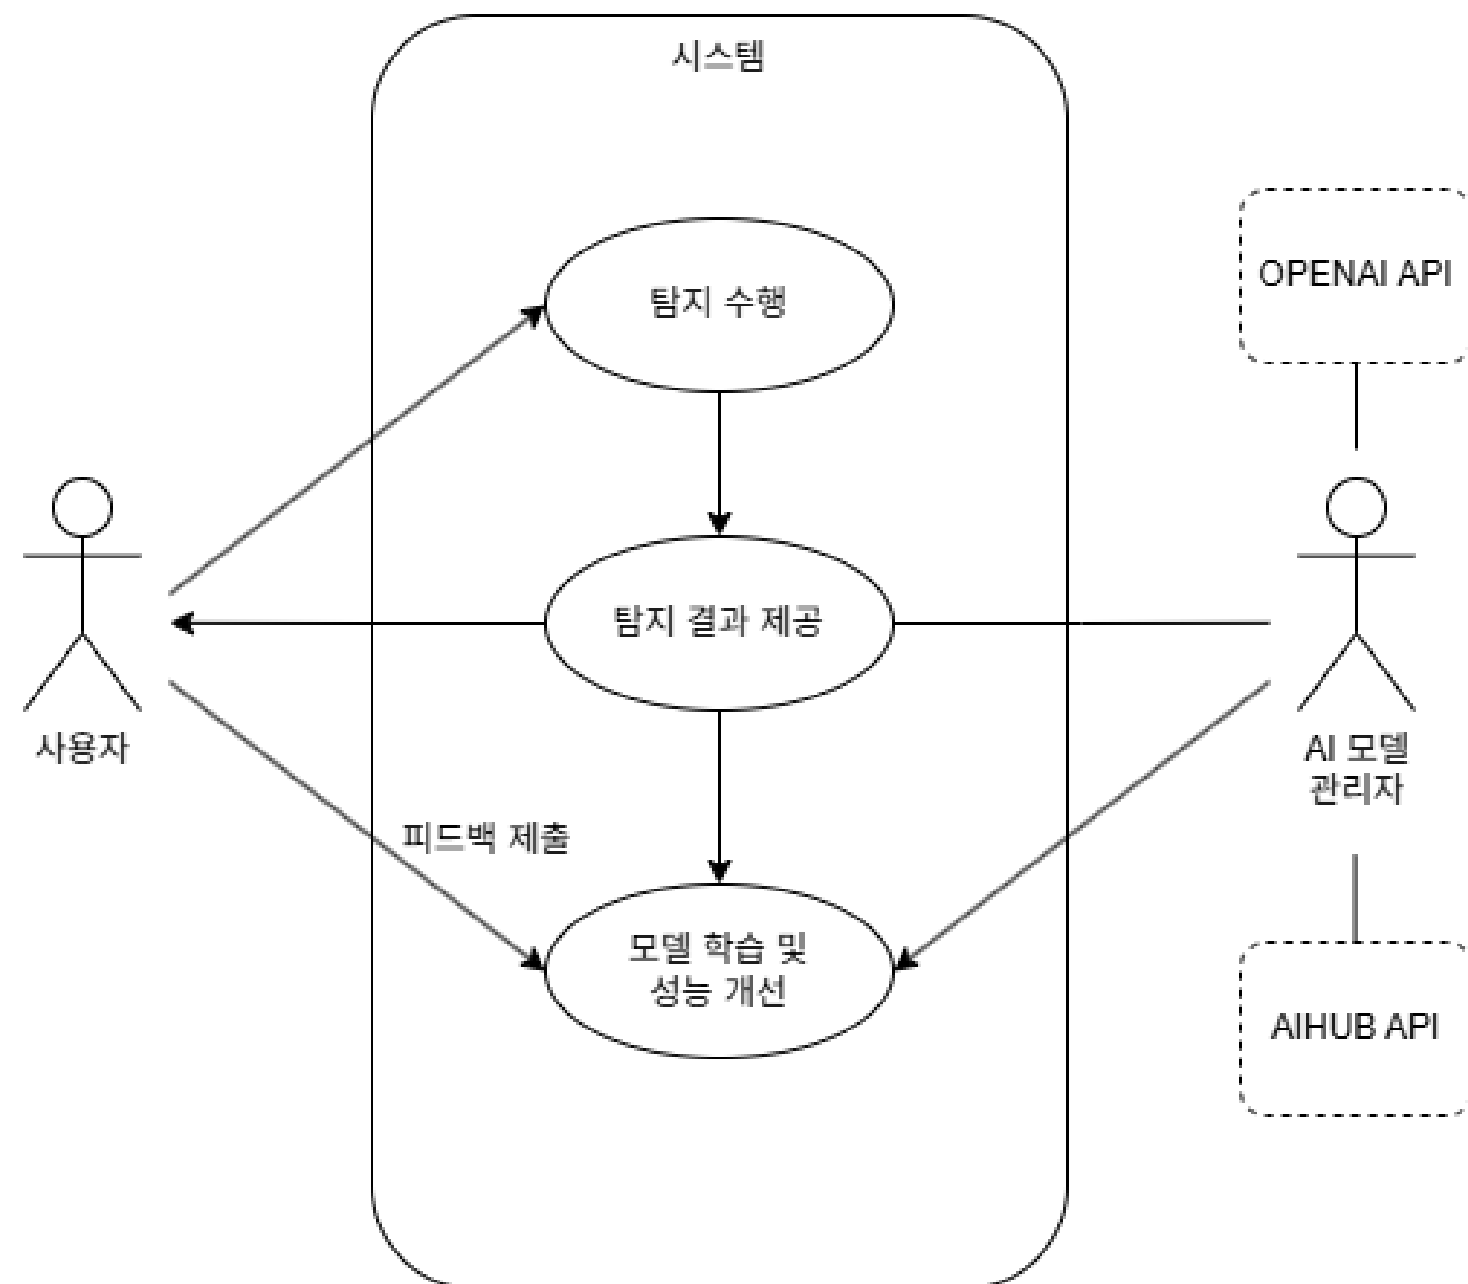 시스템
탐지 수행
OPENAI API
탐지 결과 제공
사용자
AI 모델
관리자
피드백 제출
모델 학습 및
성능 개선
AIHUB API